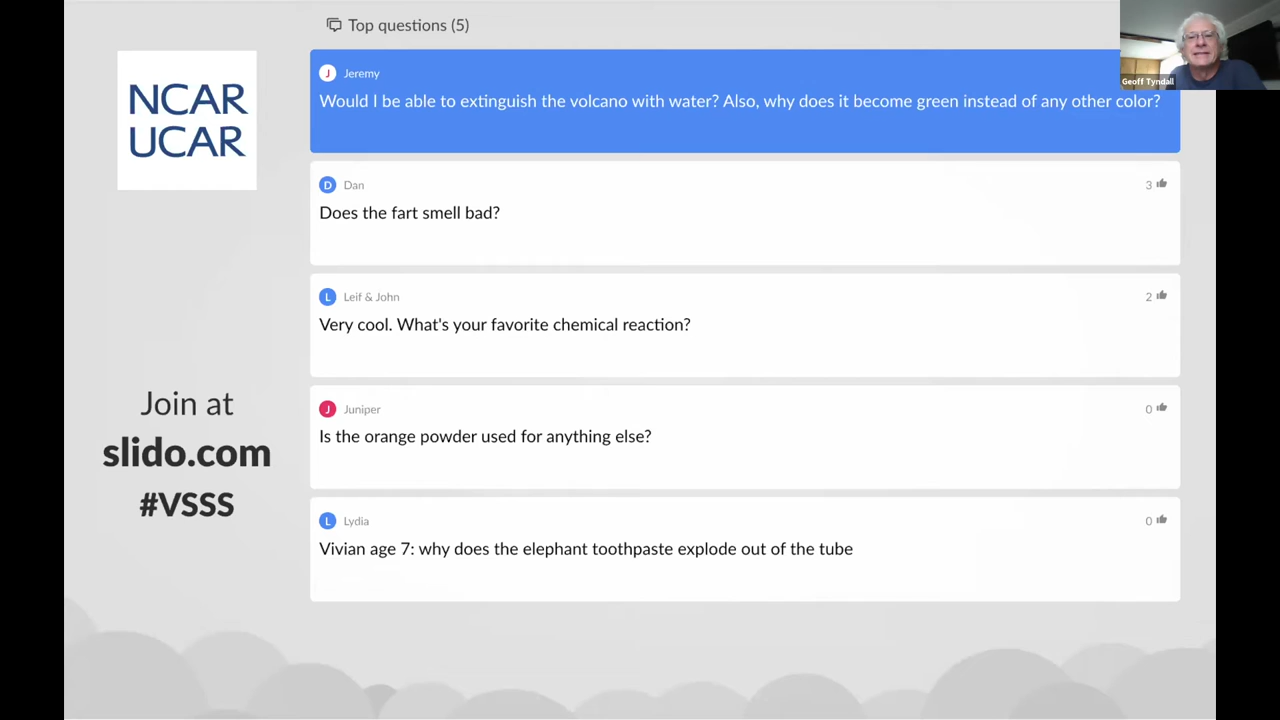 Top questions (5)
NCAR
UCAR
J Jeremy
Would I be able to extinguish the volcano with water? Also, why does it become green instead of any other color?
Geoff Tyndall
D Dan 3
Does the fart smell bad?
L Leif & John 2
Very cool. What's your favorite chemical reaction?
J Juniper 0
Is the orange powder used for anything else?
L Lydia 0
Vivian age 7: why does the elephant toothpaste explode out of the tube
Join at
slido.com
#VSSS